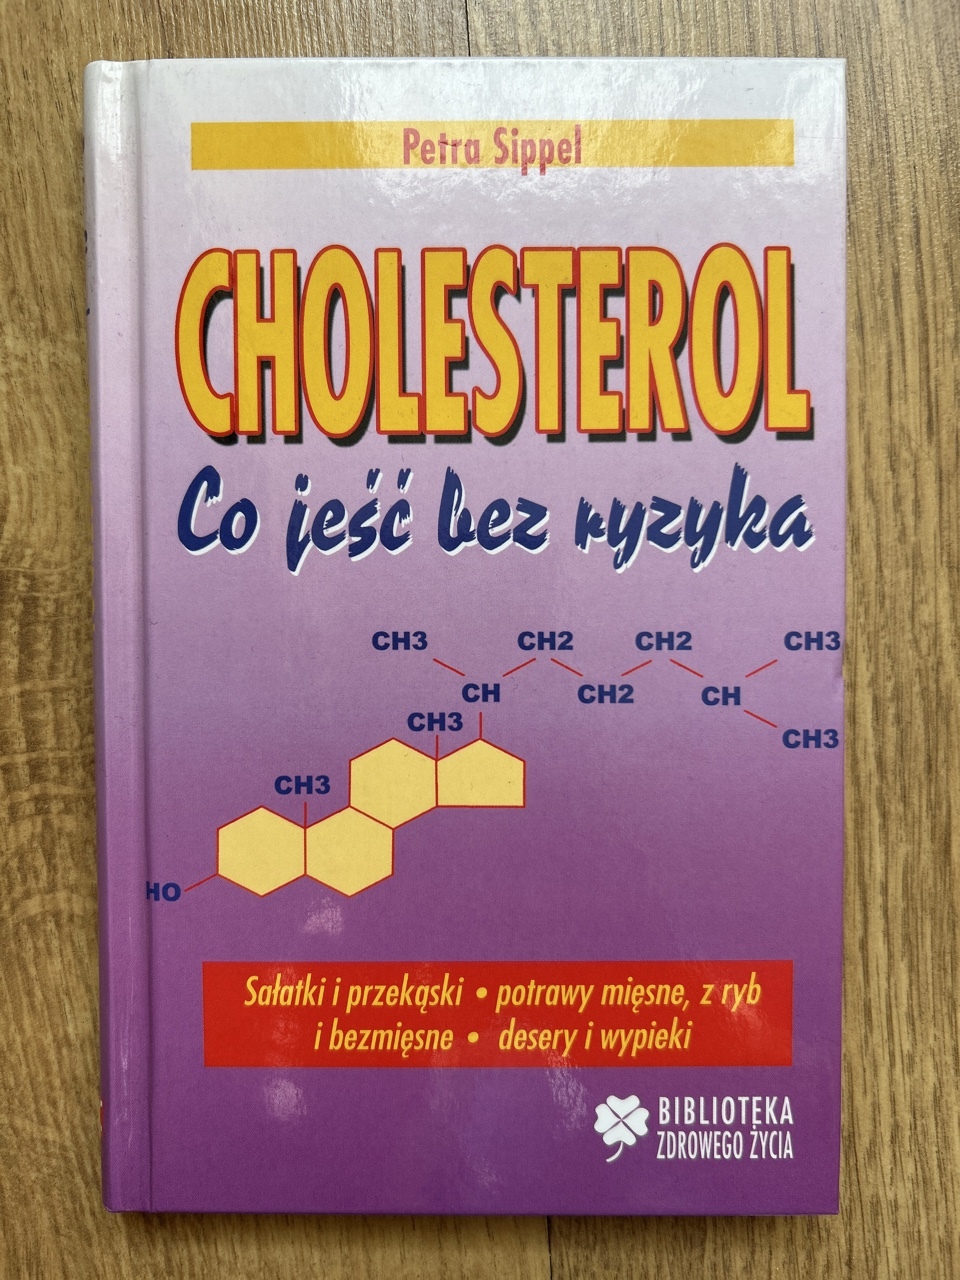 Petra Sippel
CHOLESTEROL
Co jeść bez ryzyka
CH3 CH2 CH2 CH3
CH CH2 CH
CH3 CH3
CH3
HO
Sałatki i przekąski • potrawy mięsne, z ryb
i bezmięsne • desery i wypieki
BIBLIOTEKA
ZDROWEGO ŻYCIA